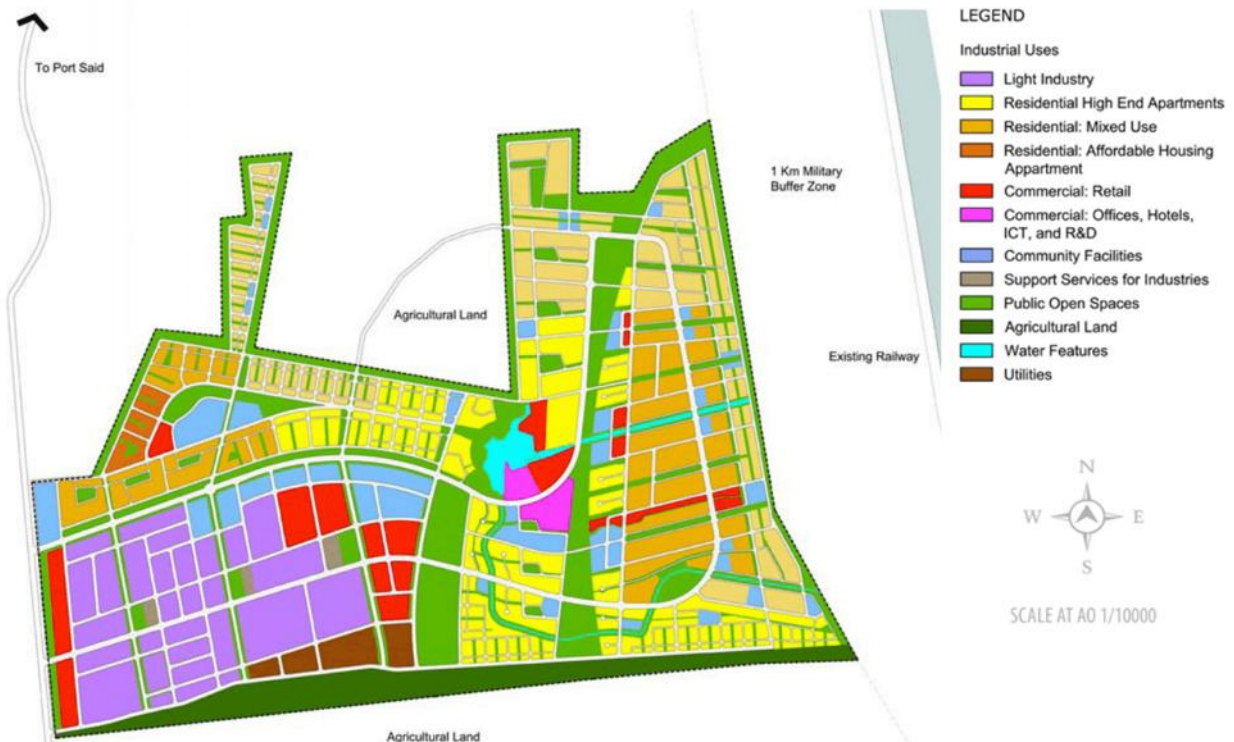 To Port Said
1 Km Military
Buffer Zone
Agricultural Land
Existing Railway
Agricultural Land
LEGEND
Industrial Uses
Light Industry
Residential High End Apartments
Residential: Mixed Use
Residential: Affordable Housing
Appartment
Commercial: Retail
Commercial: Offices, Hotels,
ICT, and R&D
Community Facilities
Support Services for Industries
Public Open Spaces
Agricultural Land
Water Features
Utilities
N
W E
S
SCALE AT A0 1/10000